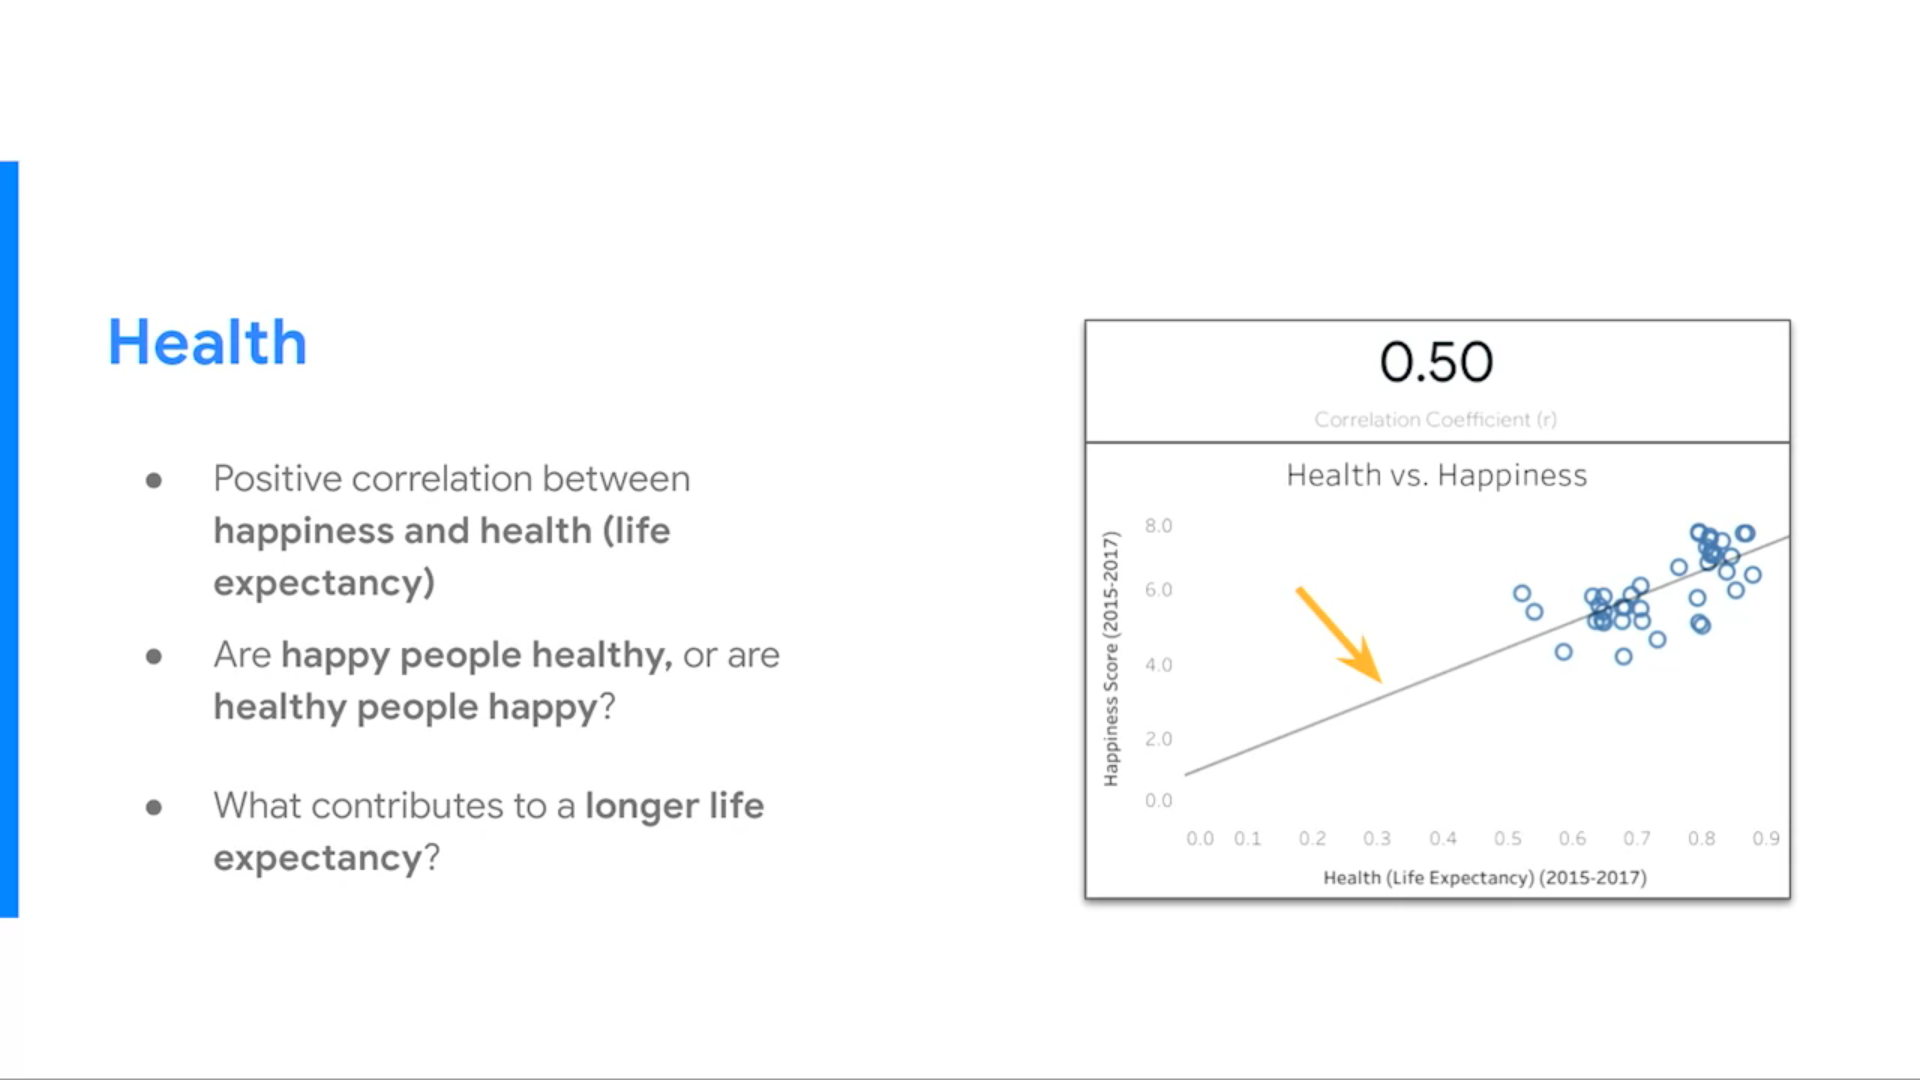 Health
● Positive correlation between
happiness and health (life
expectancy)
● Are happy people healthy, or are
healthy people happy?
● What contributes to a longer life
expectancy?
0.50
Correlation Coefficient (r)
Health vs. Happiness
Happiness Score (2015-2017)
8.0
6.0
4.0
2.0
0.0
0.0 0.1 0.2 0.3 0.4 0.5 0.6 0.7 0.8 0.9
Health (Life Expectancy) (2015-2017)